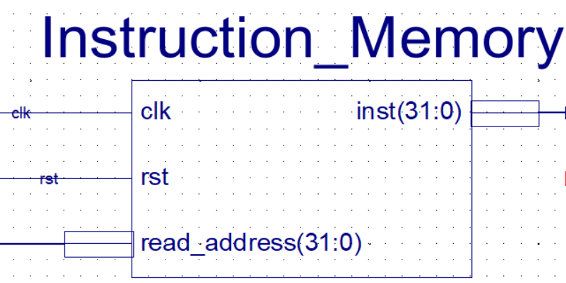 Instruction_Memory
clk clk inst(31:0)
rst rst
read_address(31:0)